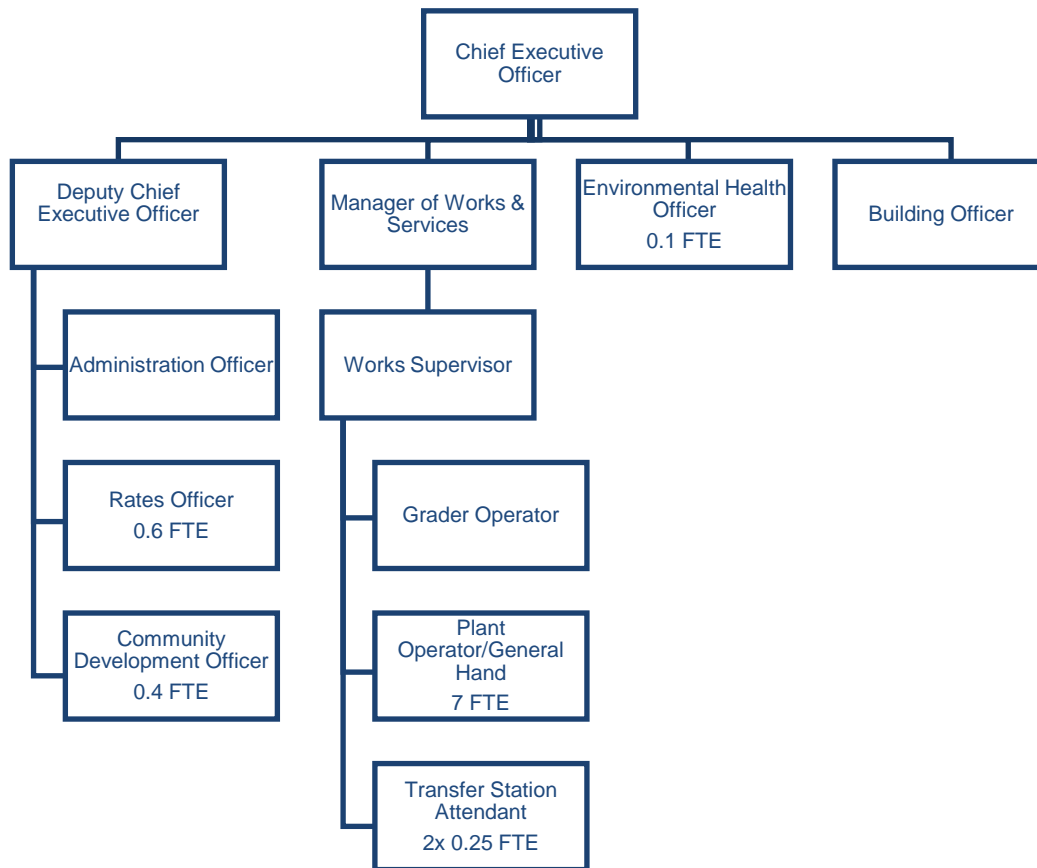 Chief Executive
Officer
Deputy Chief
Executive Officer
Manager of Works &
Services
Environmental Health
Officer
0.1 FTE
Building Officer
Administration Officer
Works Supervisor
Rates Officer
0.6 FTE
Grader Operator
Community
Development Officer
0.4 FTE
Plant
Operator/General
Hand
7 FTE
Transfer Station
Attendant
2x 0.25 FTE